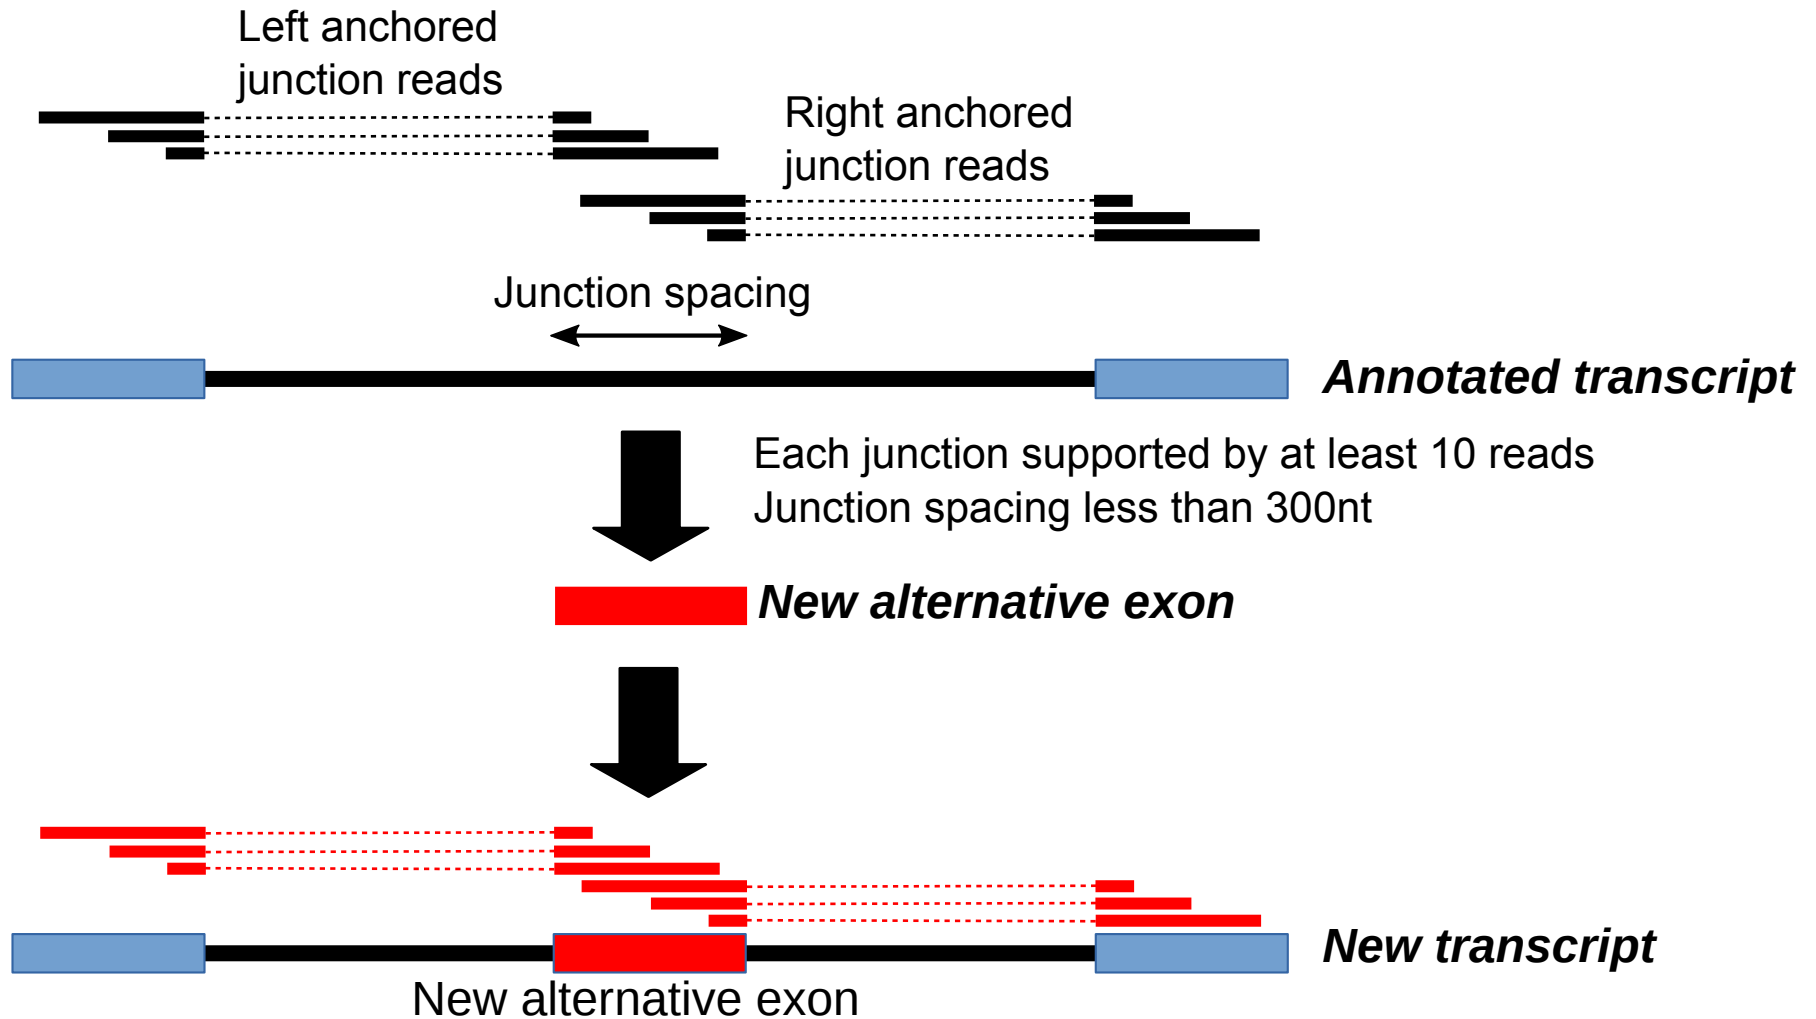 Left anchored
junction reads
Right anchored
junction reads
Junction spacing
Annotated transcript
Each junction supported by at least 10 reads
Junction spacing less than 300nt
New alternative exon
New transcript
New alternative exon